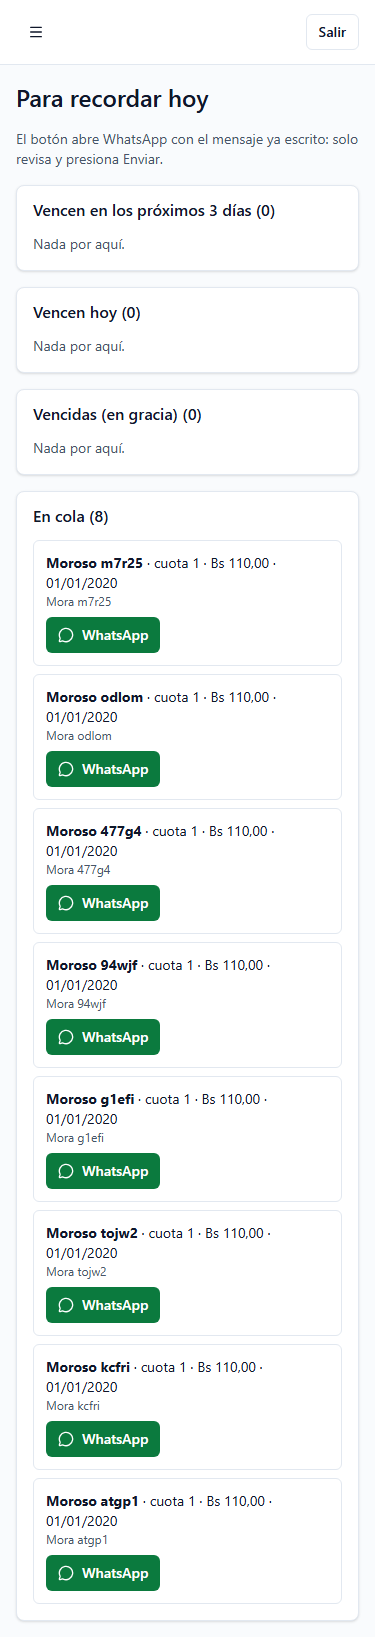 Salir
Para recordar hoy
El botón abre WhatsApp con el mensaje ya escrito: solo
revisa y presiona Enviar.
Vencen en los próximos 3 días (0)
Nada por aquí.
Vencen hoy (0)
Nada por aquí.
Vencidas (en gracia) (0)
Nada por aquí.
En cola (8)
Moroso m7r25 · cuota 1 · Bs 110,00 ·
01/01/2020
Mora m7r25
WhatsApp
Moroso odlom · cuota 1 · Bs 110,00 ·
01/01/2020
Mora odlom
WhatsApp
Moroso 477g4 · cuota 1 · Bs 110,00 ·
01/01/2020
Mora 477g4
WhatsApp
Moroso 94wjf · cuota 1 · Bs 110,00 ·
01/01/2020
Mora 94wjf
WhatsApp
Moroso g1efi · cuota 1 · Bs 110,00 ·
01/01/2020
Mora g1efi
WhatsApp
Moroso tojw2 · cuota 1 · Bs 110,00 ·
01/01/2020
Mora tojw2
WhatsApp
Moroso kcfri · cuota 1 · Bs 110,00 ·
01/01/2020
Mora kcfri
WhatsApp
Moroso atgp1 · cuota 1 · Bs 110,00 ·
01/01/2020
Mora atgp1
WhatsApp